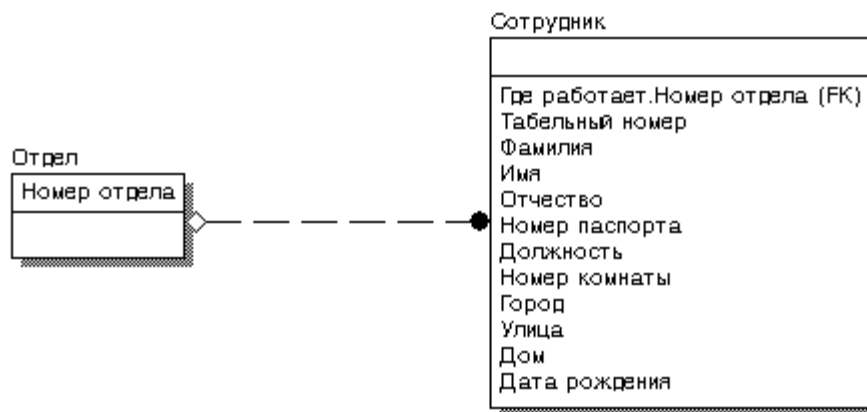 Отдел
Номер отдела
Сотрудник
Где работает.Номер отдела (FK)
Табельный номер
Фамилия
Имя
Отчество
Номер паспорта
Должность
Номер комнаты
Город
Улица
Дом
Дата рождения